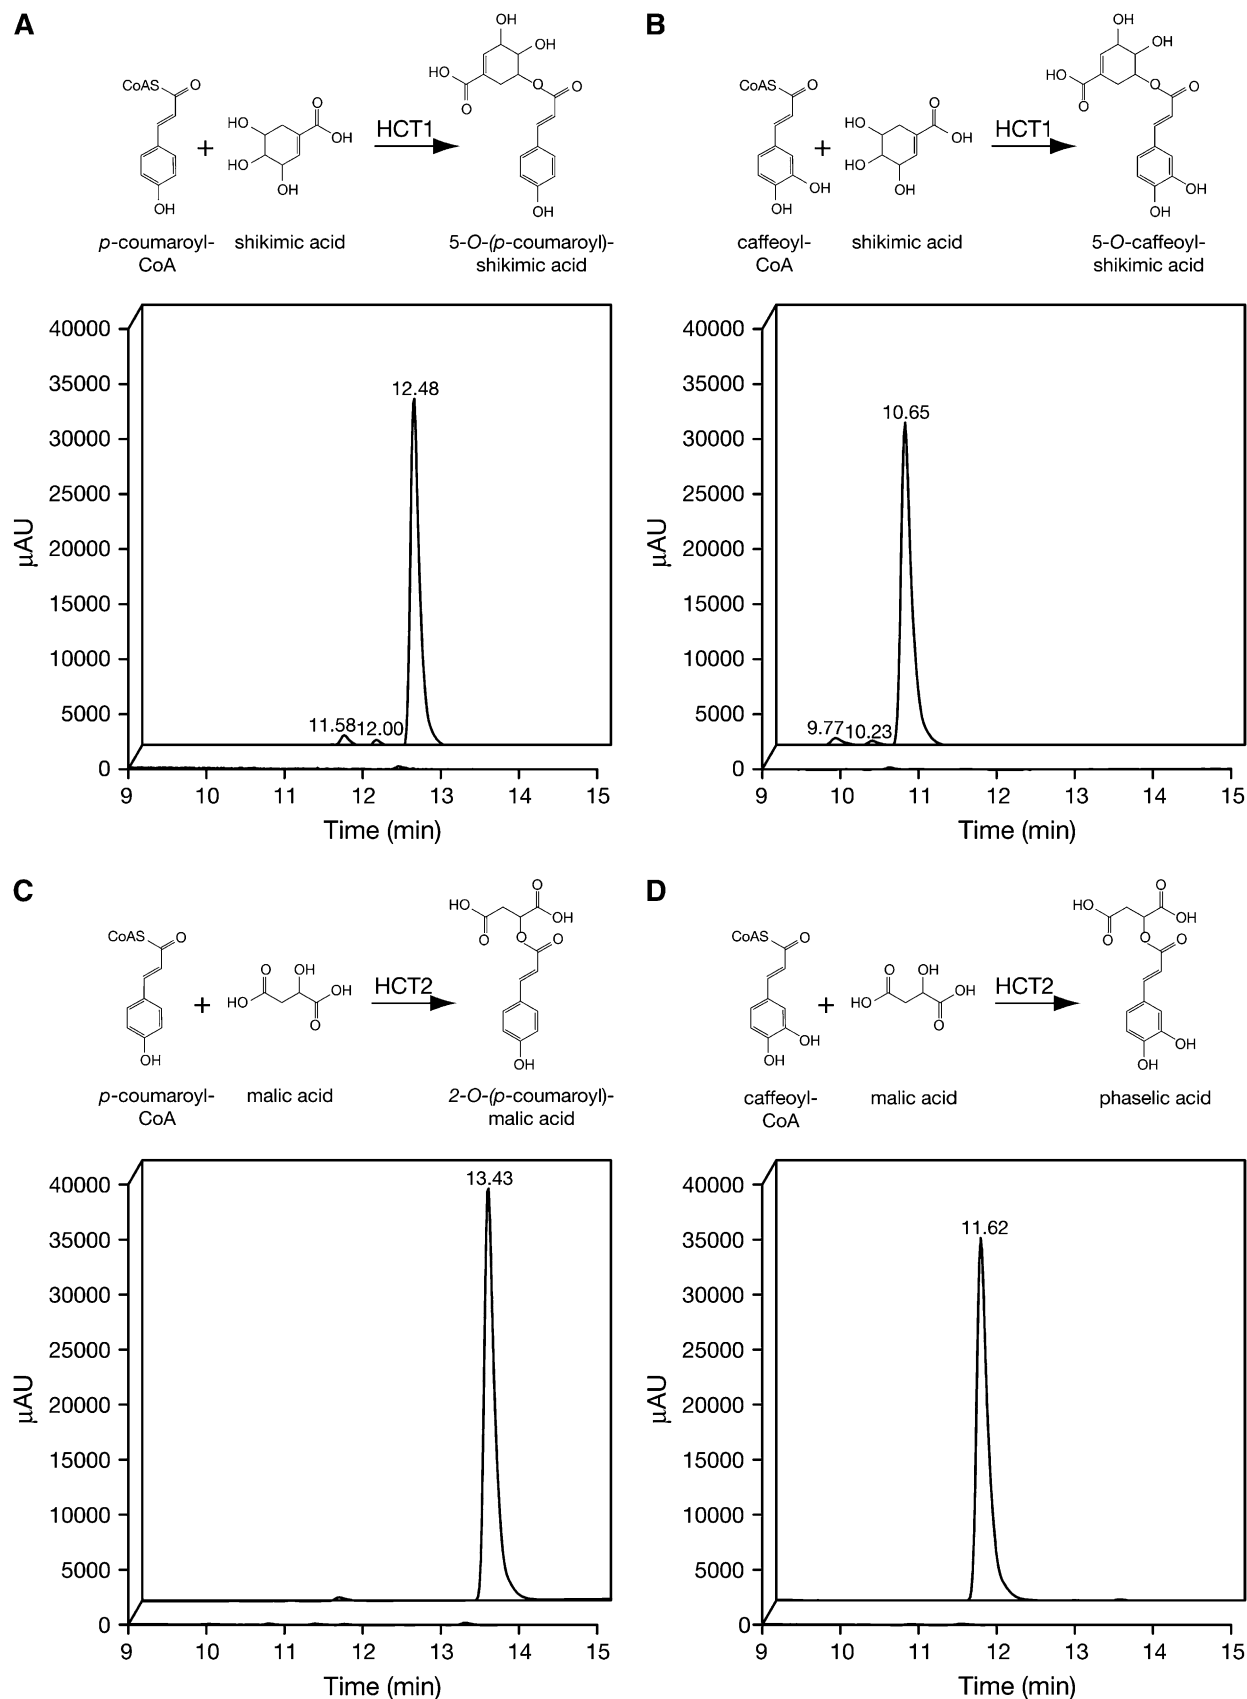 A
CoAS
O
OH
+
HO
HO
OH
O
OH
HCT1
OH
OH
HO
O
O
O
OH
p-coumaroyl-
CoA
shikimic acid
5-O-(p-coumaroyl)-
shikimic acid
40000
35000
30000
25000
20000
15000
10000
5000
0
µAU
12.48
11.58
12.00
9 10 11 12 13 14 15
Time (min)
B
CoAS
O
OH
OH
+
HO
HO
OH
O
OH
HCT1
OH
OH
HO
O
O
O
OH
OH
caffeoyl-
CoA
shikimic acid
5-O-caffeoyl-
shikimic acid
40000
35000
30000
25000
20000
15000
10000
5000
0
µAU
10.65
9.77
10.23
9 10 11 12 13 14 15
Time (min)
C
CoAS
O
OH
+
O
OH
HO
OH
O
HCT2
O
HO
OH
O
O
O
OH
p-coumaroyl-
CoA
malic acid
2-O-(p-coumaroyl)-
malic acid
40000
35000
30000
25000
20000
15000
10000
5000
0
µAU
13.43
9 10 11 12 13 14 15
Time (min)
D
CoAS
O
OH
OH
+
O
OH
HO
OH
O
HCT2
O
HO
OH
O
O
O
OH
OH
caffeoyl-
CoA
malic acid
phaselic acid
40000
35000
30000
25000
20000
15000
10000
5000
0
µAU
11.62
9 10 11 12 13 14 15
Time (min)